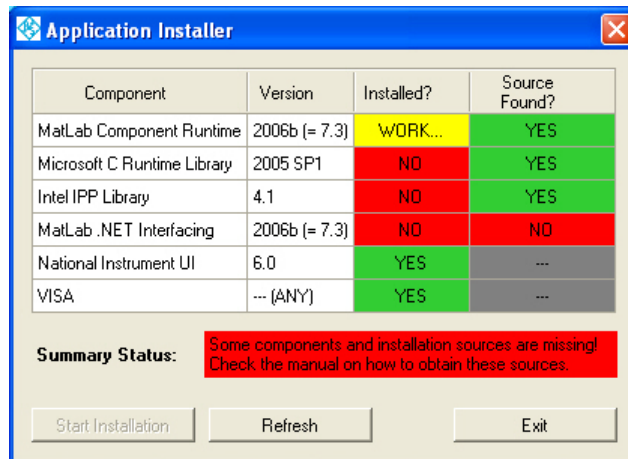 Application Installer
Component Version Installed? Source Found?
MatLab Component Runtime 2006b (= 7.3) WORK... YES
Microsoft C Runtime Library 2005 SP1 NO YES
Intel IPP Library 4.1 NO YES
MatLab .NET Interfacing 2006b (= 7.3) NO NO
National Instrument UI 6.0 YES ---
VISA --- (ANY) YES ---
Summary Status: Some components and installation sources are missing!
Check the manual on how to obtain these sources.
Start Installation Refresh Exit